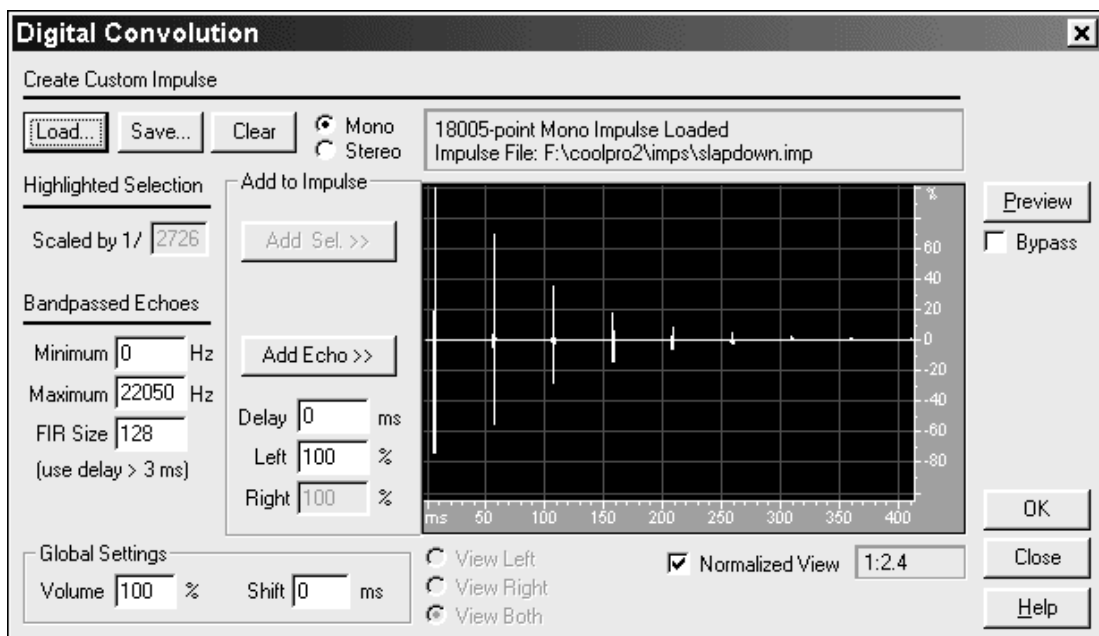 Digital Convolution
Create Custom Impulse
Load... Save... Clear Mono
Stereo
18005-point Mono Impulse Loaded
Impulse File: F:\coolpro2\imps\slapdown.imp
Highlighted Selection
Scaled by 1/ 2726
Bandpassed Echoes
Minimum 0 Hz
Maximum 22050 Hz
FIR Size 128
(use delay > 3 ms)
Add to Impulse
Add Sel. >>
Add Echo >>
Delay 0 ms
Left 100 %
Right 100 %
%
60
40
20
0
-20
-40
-60
-80
ms 50 100 150 200 250 300 350 400
Preview
Bypass
Global Settings
Volume 100 % Shift 0 ms
View Left
View Right
View Both
Normalized View 1:2.4
OK
Close
Help